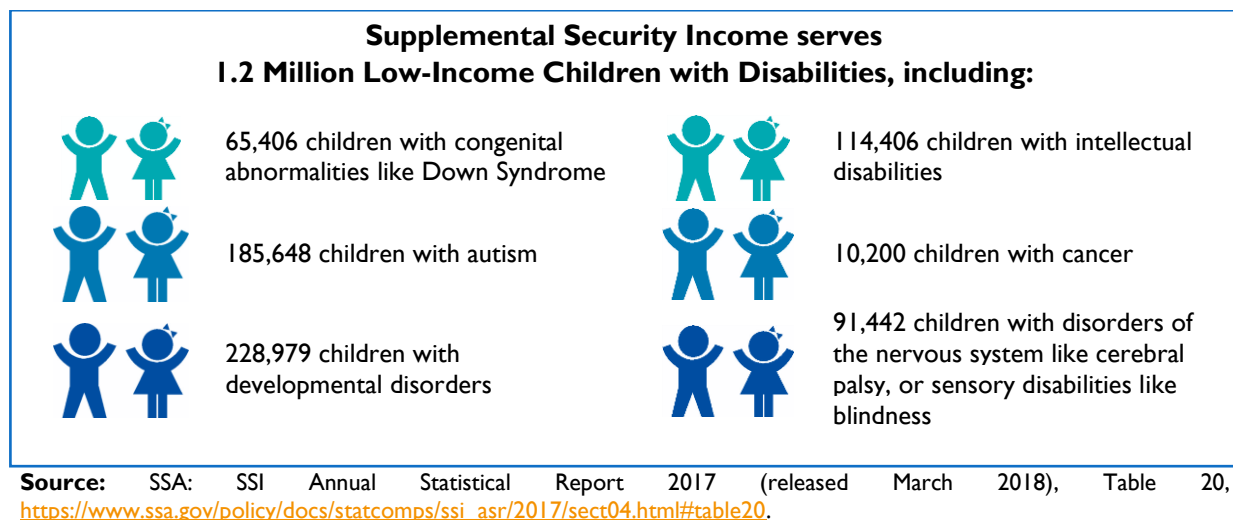 Supplemental Security Income serves
1.2 Million Low-Income Children with Disabilities, including:
65,406 children with congenital
abnormalities like Down Syndrome
114,406 children with intellectual
disabilities
185,648 children with autism
10,200 children with cancer
228,979 children with
developmental disorders
91,442 children with disorders of
the nervous system like cerebral
palsy, or sensory disabilities like
blindness
Source: SSA: SSI Annual Statistical Report 2017 (released March 2018), Table 20,
https://www.ssa.gov/policy/docs/statcomps/ssi_asr/2017/sect04.html#table20.